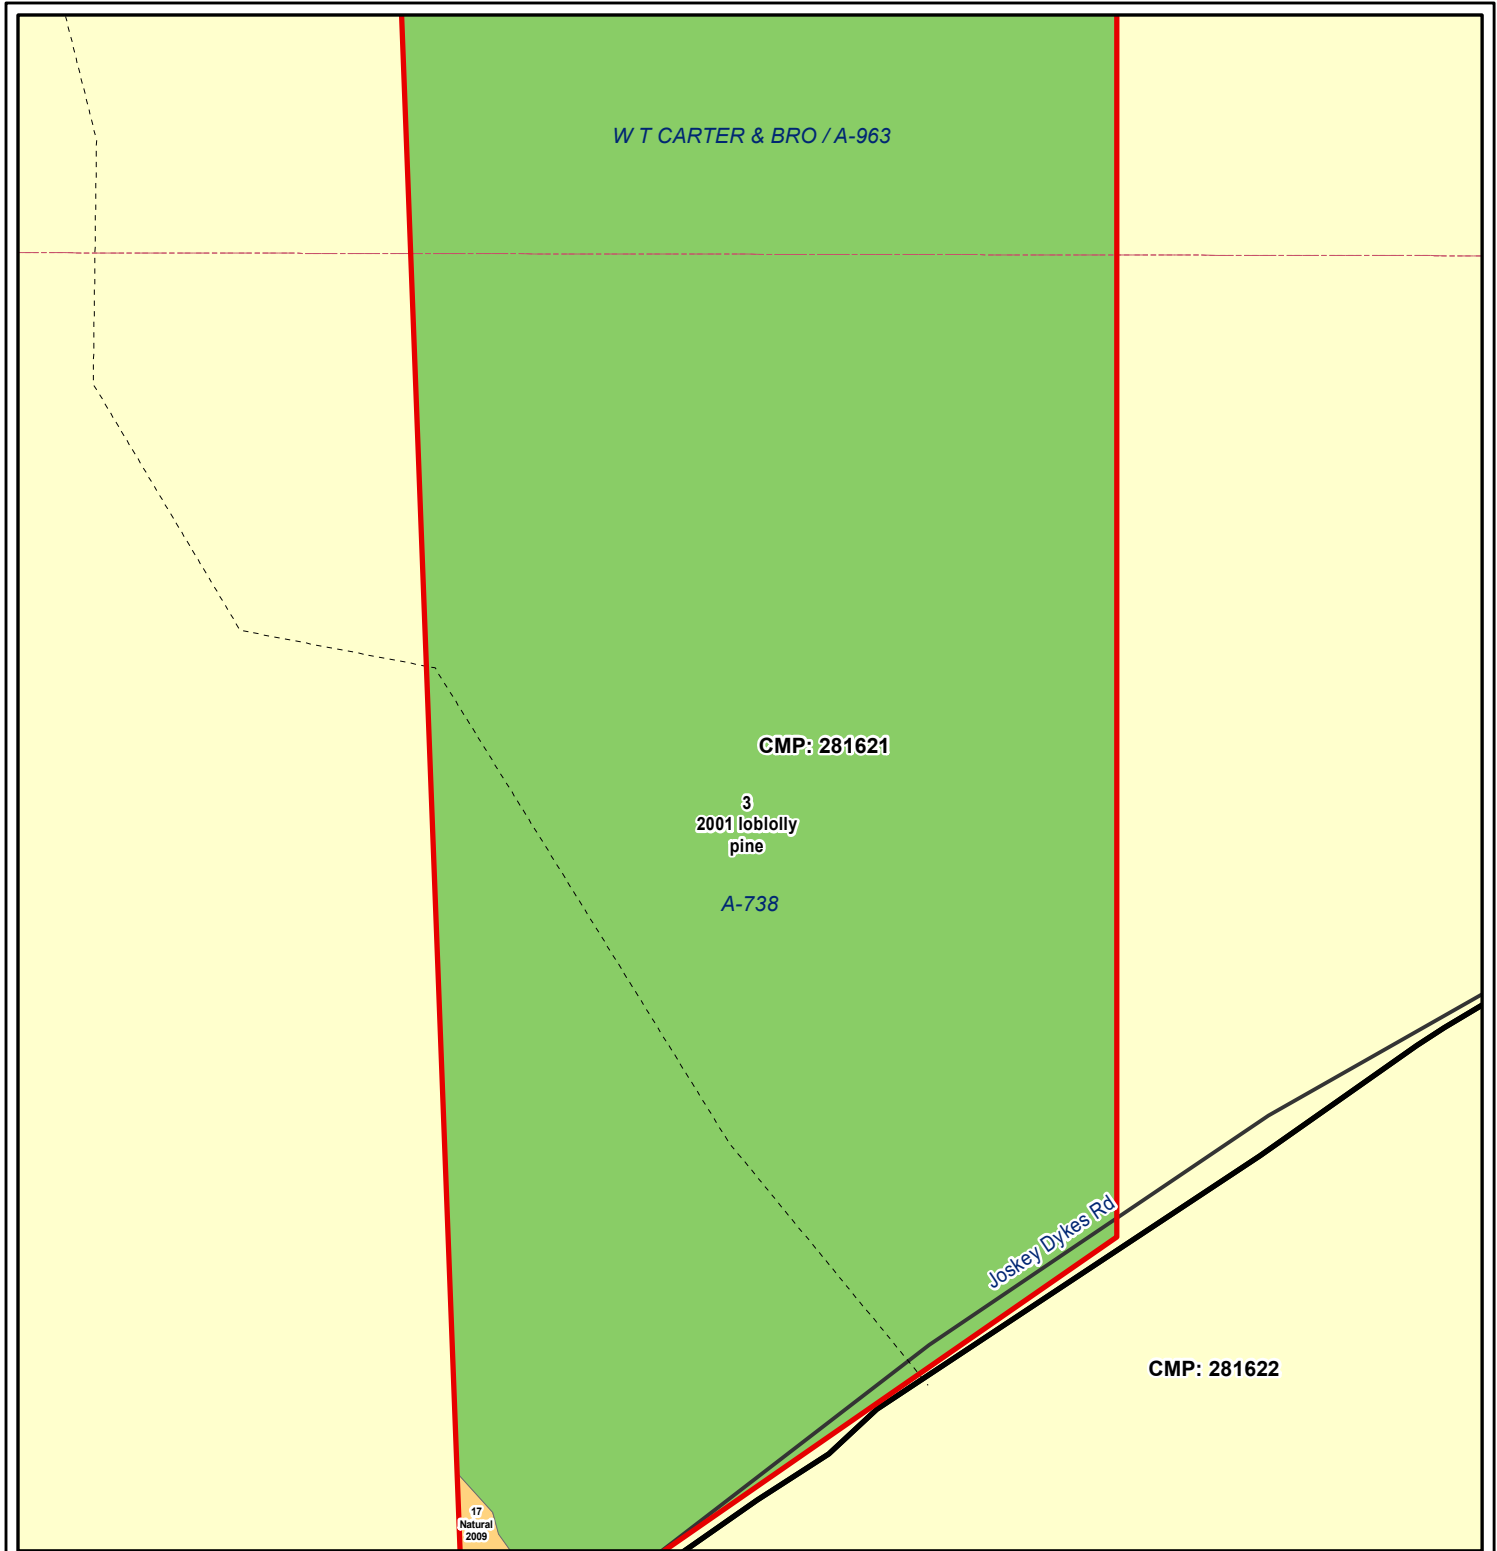 W T CARTER & BRO / A-963
CMP: 281621
3
2001 loblolly
pine
A-738
Joskey Dykes Rd
CMP: 281622
17
Natural
2009